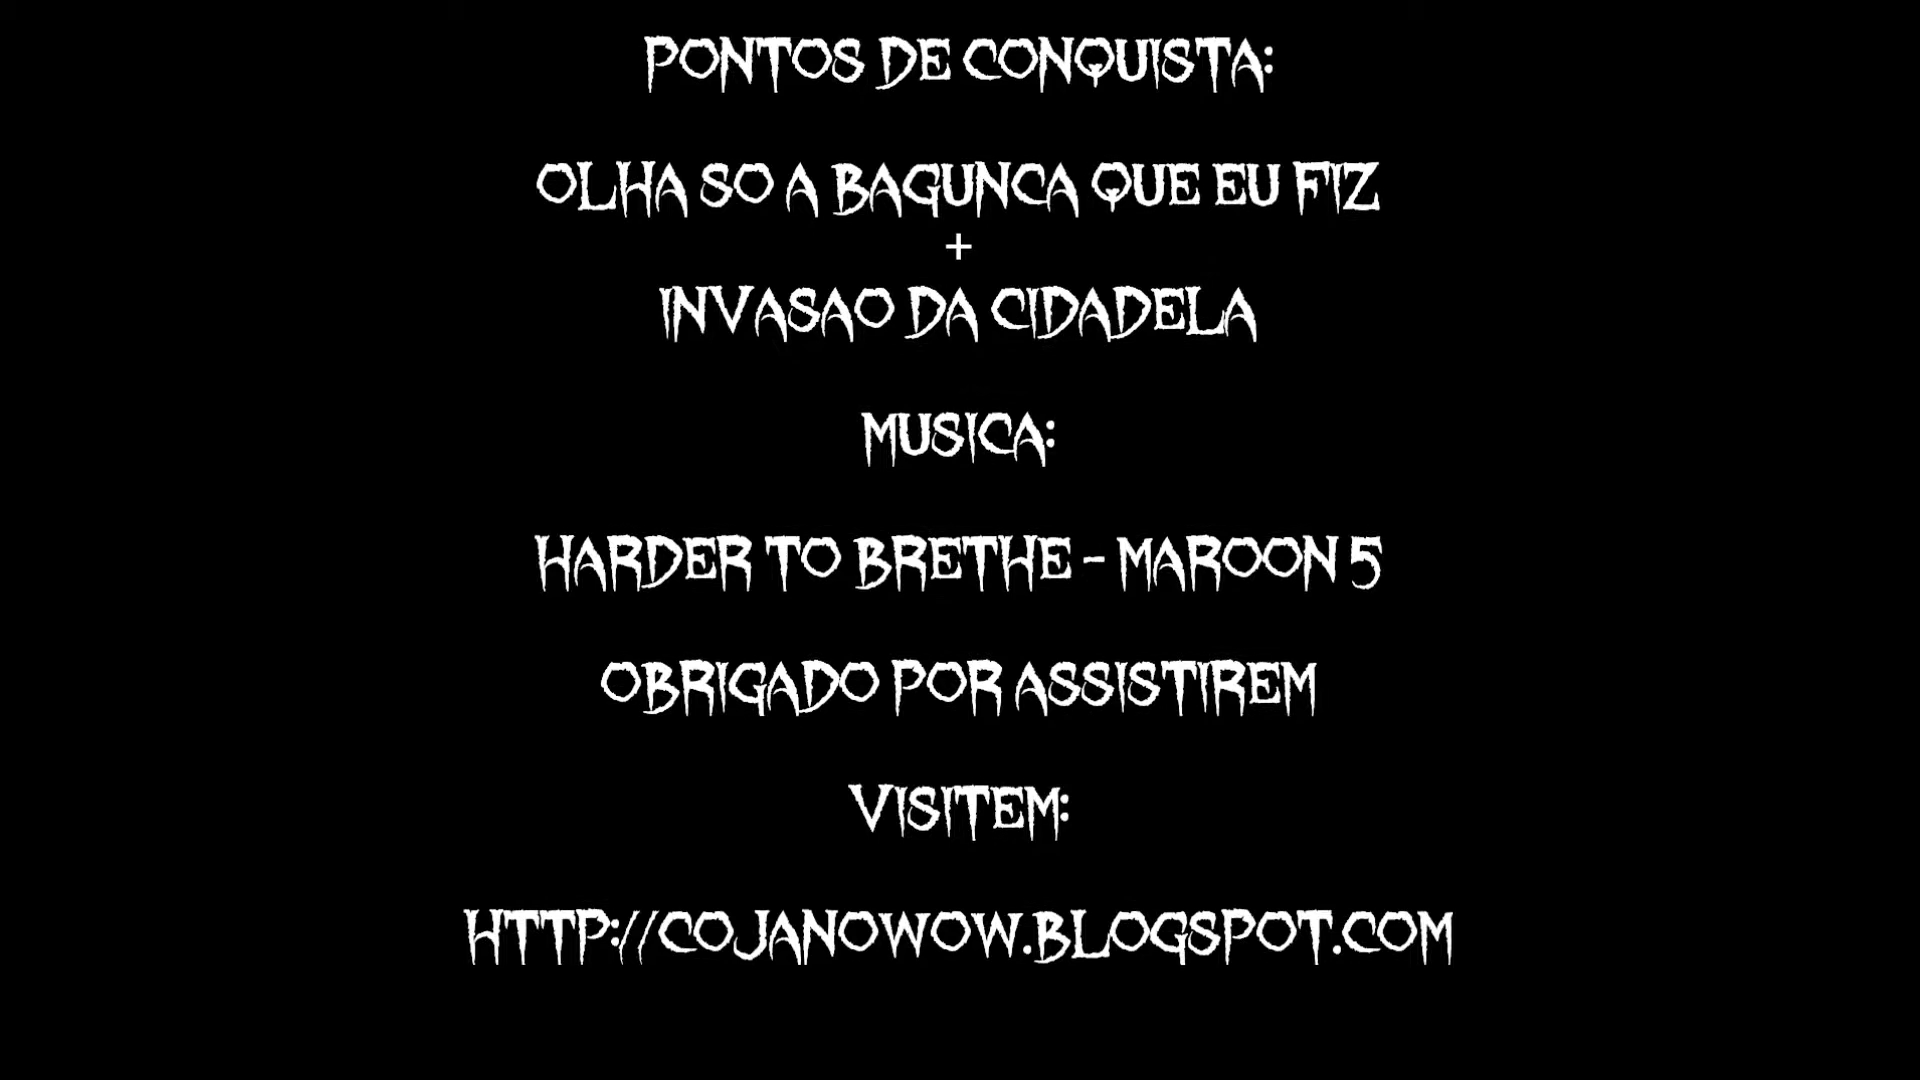 PONTOS DE CONQUISTA:
OLHA SO A BAGUNCA QUE EU FIZ
+
INVASAO DA CIDADELA
MUSICA:
HARDER TO BRETHE - MAROON 5
OBRIGADO POR ASSISTIREM
VISITEM:
HTTP://COJANOWOW.BLOGSPOT.COM